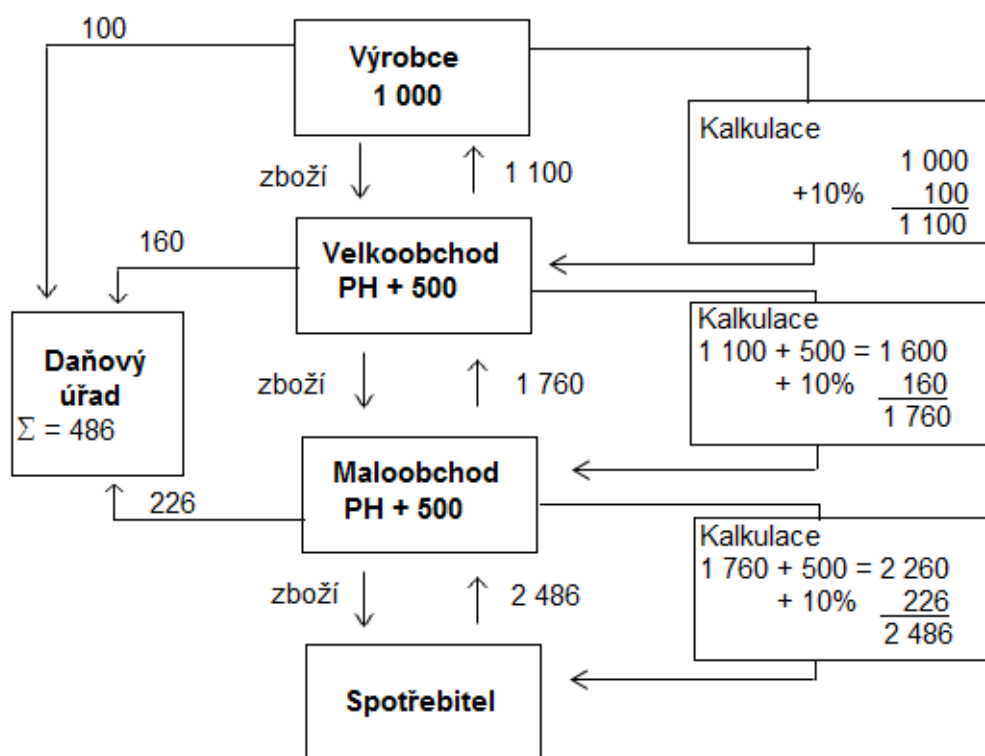 100
Výrobce
1 000
Kalkulace
1 000
+10% 100
1 100
zboží
1 100
160
Velkoobchod
PH + 500
Kalkulace
1 100 + 500 = 1 600
+ 10% 160
1 760
Daňový
úřad
Σ = 486
zboží
1 760
Maloobchod
PH + 500
226
Kalkulace
1 760 + 500 = 2 260
+ 10% 226
2 486
zboží
2 486
Spotřebitel